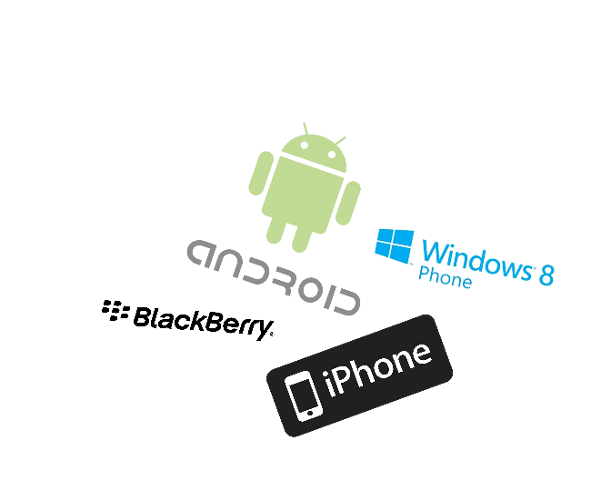 ANDROID
Windows 8
Phone
BlackBerry
iPhone